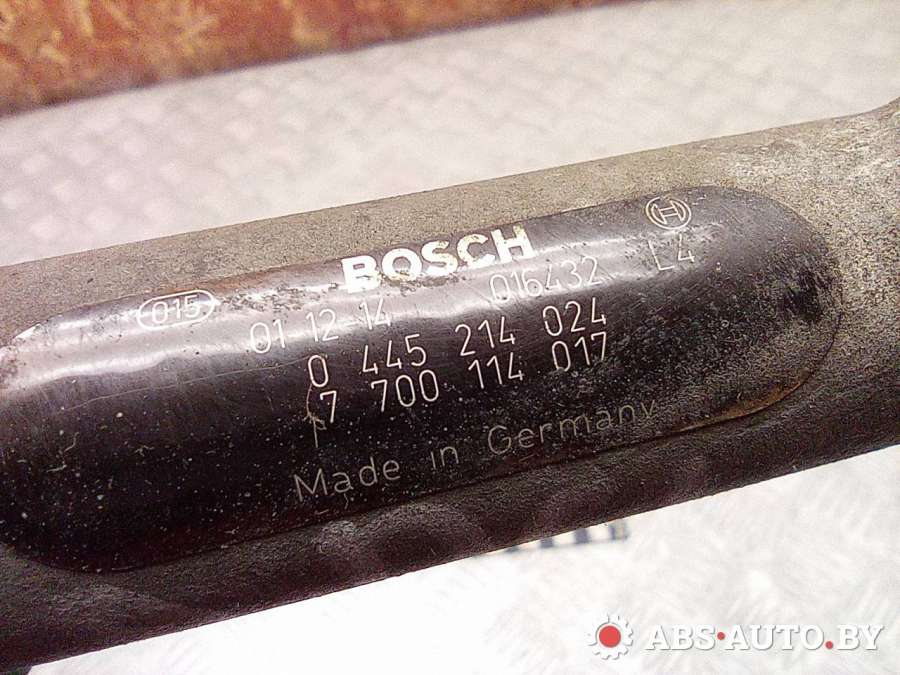 BOSCH
015 01 12 14 016432 L4
0 445 214 024
7 700 114 017
F
Made in Germany
ABS-AUTO.BY